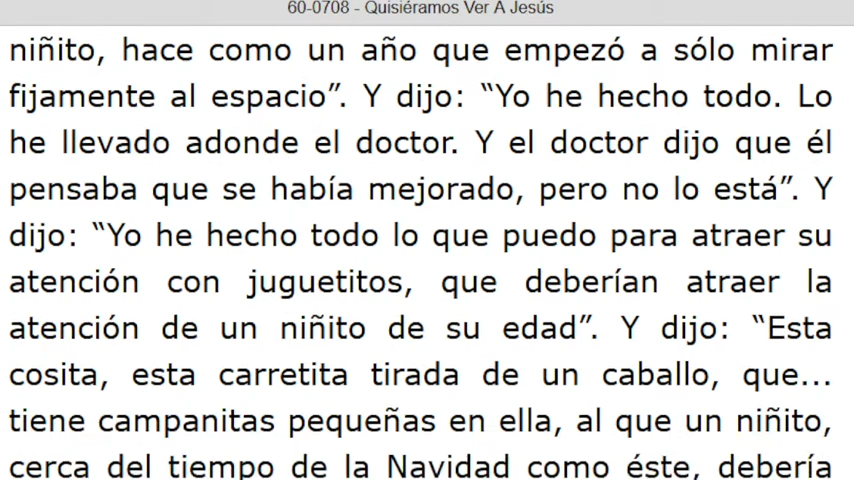 60-0708 - Quisiéramos Ver A Jesús
niñito, hace como un año que empezó a sólo mirar
fijamente al espacio”. Y dijo: “Yo he hecho todo. Lo
he llevado adonde el doctor. Y el doctor dijo que él
pensaba que se había mejorado, pero no lo está”. Y
dijo: “Yo he hecho todo lo que puedo para atraer su
atención con juguetitos, que deberían atraer la
atención de un niñito de su edad”. Y dijo: “Esta
cosita, esta carretita tirada de un caballo, que...
tiene campanitas pequeñas en ella, al que un niñito,
cerca del tiempo de la Navidad como éste, debería